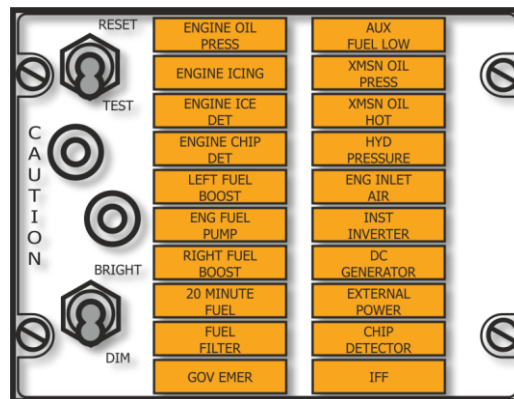 RESET
TEST
CAUTION
BRIGHT
DIM
ENGINE OIL
PRESS
ENGINE ICING
ENGINE ICE
DET
ENGINE CHIP
DET
LEFT FUEL
BOOST
ENG FUEL
PUMP
RIGHT FUEL
BOOST
20 MINUTE
FUEL
FUEL
FILTER
GOV EMER
AUX
FUEL LOW
XMSN OIL
PRESS
XMSN OIL
HOT
HYD
PRESSURE
ENG INLET
AIR
INST
INVERTER
DC
GENERATOR
EXTERNAL
POWER
CHIP
DETECTOR
IFF